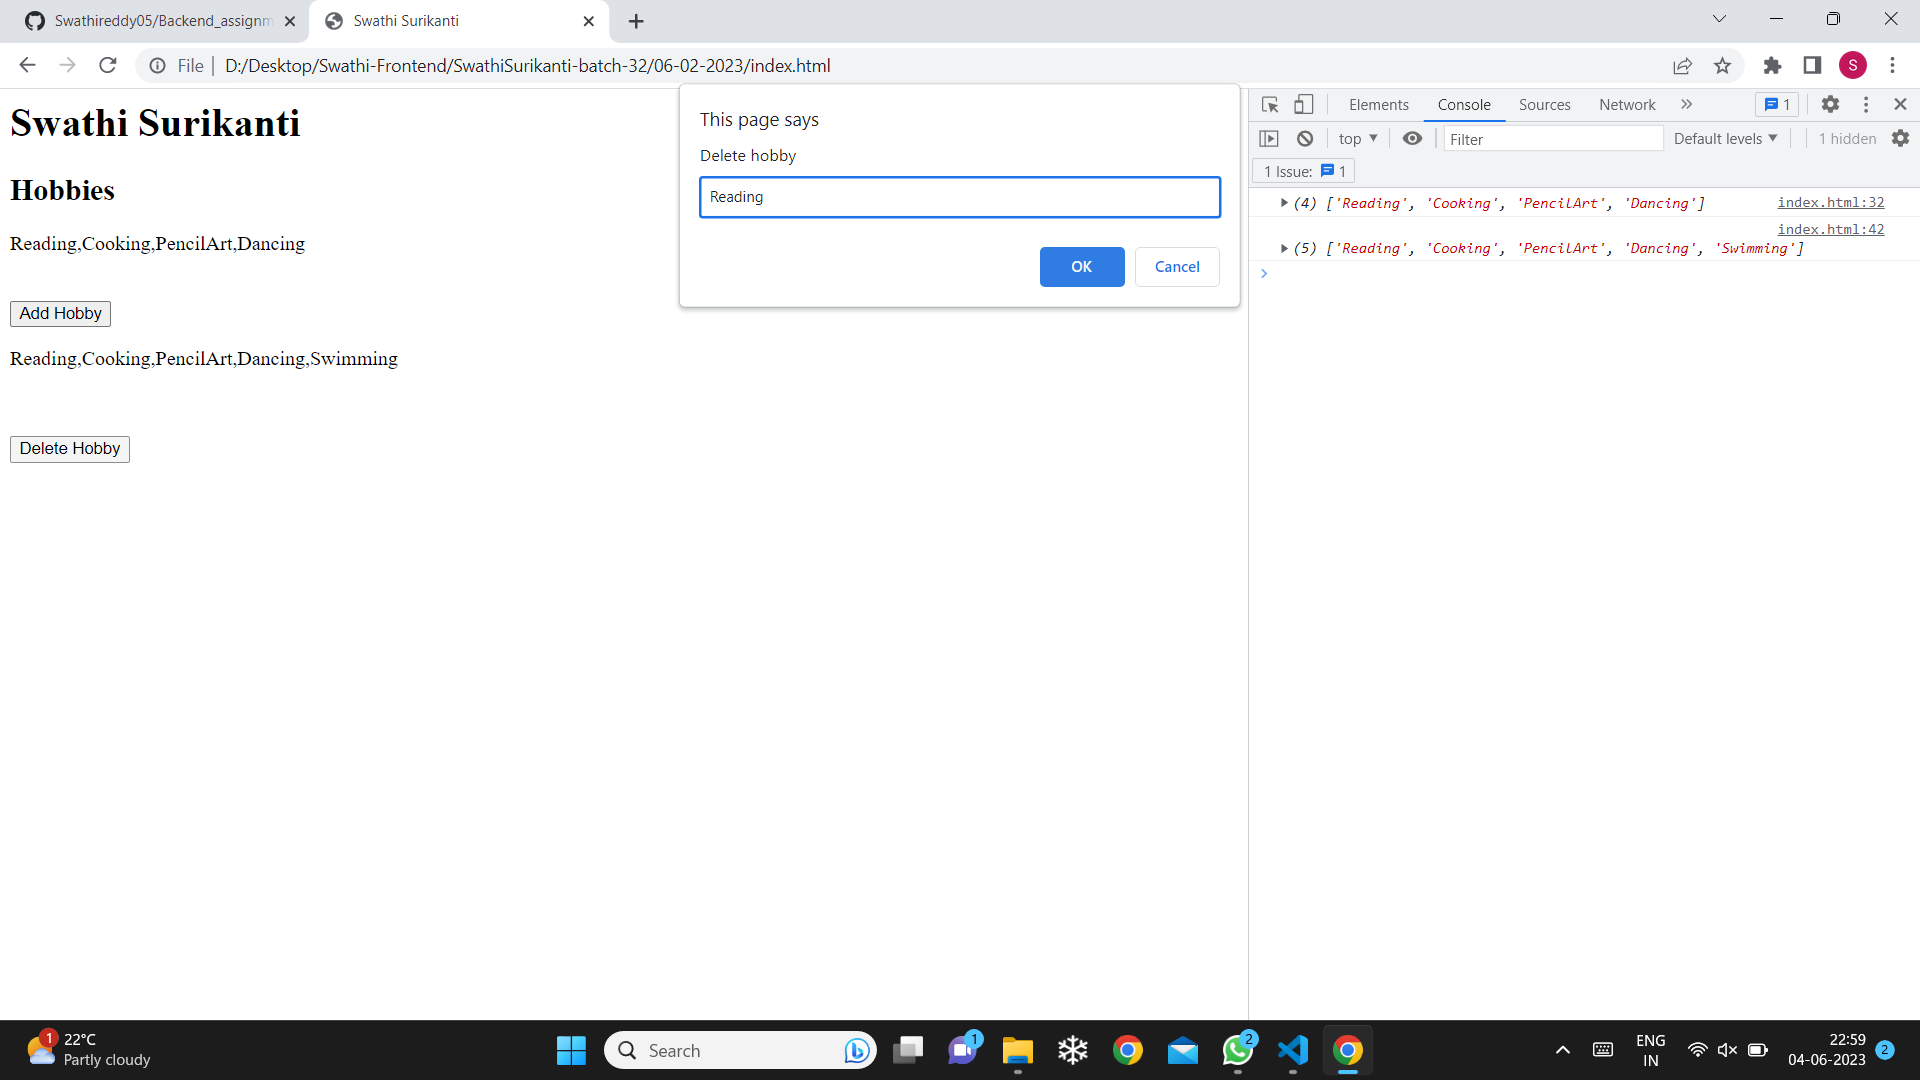 Swathireddy05/Backend_assignm
Swathi Surikanti
File | D:/Desktop/Swathi-Frontend/SwathiSurikanti-batch-32/06-02-2023/index.html
S
Swathi Surikanti
Hobbies
Reading,Cooking,PencilArt,Dancing
Add Hobby
Reading,Cooking,PencilArt,Dancing,Swimming
Delete Hobby
This page says
Delete hobby
Reading
OK
Cancel
Elements
Console
Sources
Network
1
top
Filter
Default levels
1 hidden
1 Issue: 1
(4) ['Reading', 'Cooking', 'PencilArt', 'Dancing']
index.html:32
index.html:42
(5) ['Reading', 'Cooking', 'PencilArt', 'Dancing', 'Swimming']
1
22°C
Partly cloudy
Search
1
2
ENG
IN
22:59
04-06-2023
2